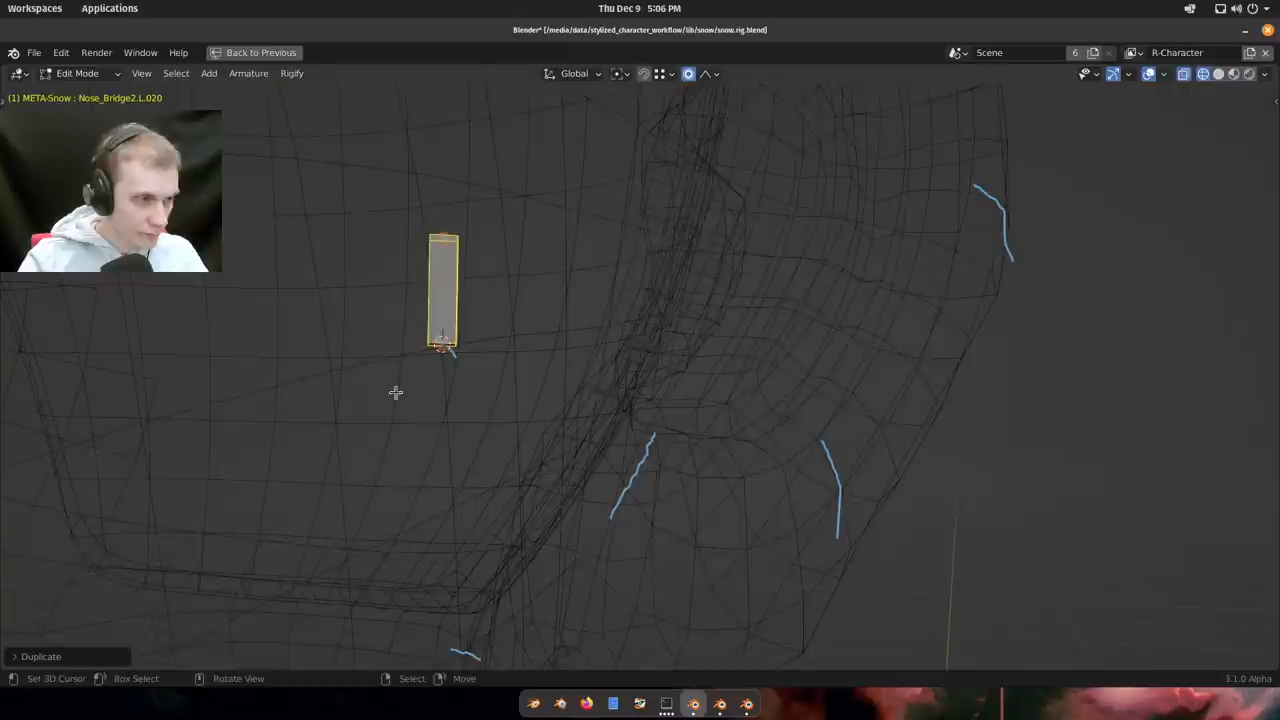 Workspaces Applications Thu Dec 9 5:06 PM
Blender* [/media/data/stylized_character_workflow/lib/snow/snow.rig.blend]
File Edit Render Window Help Back to Previous Scene 6 R-Character
Edit Mode View Select Add Armature Rigify Global
(1) META-Snow : Nose_Bridge2.L.020
Duplicate
Set 3D Cursor Box Select Rotate View Select Move 3.1.0 Alpha